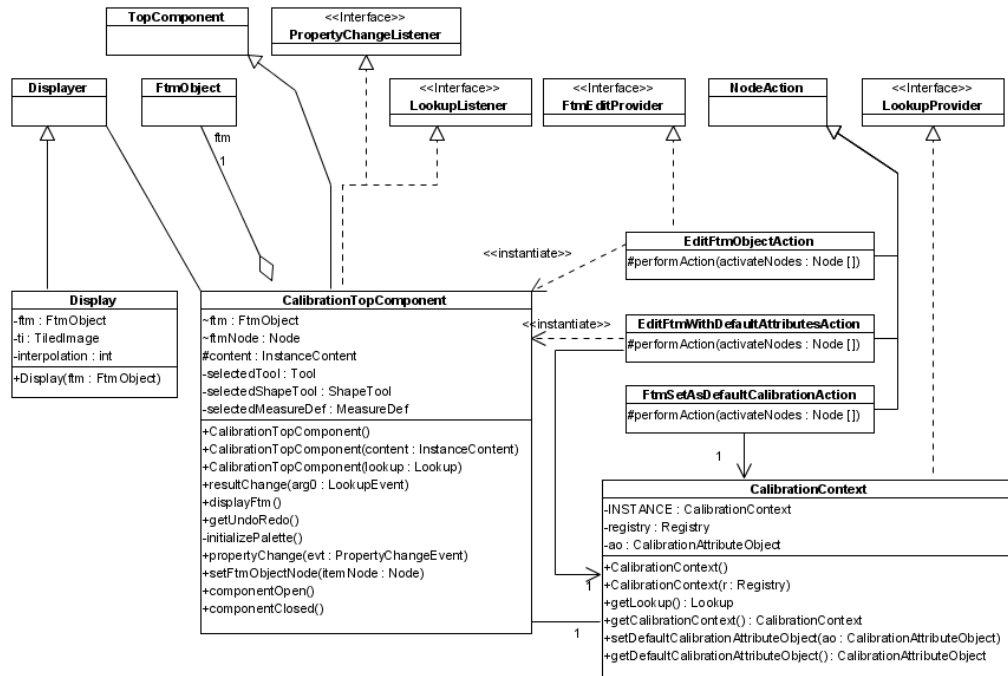 TopComponent
<<Interface>>
PropertyChangeListener
Displayer
FtmObject
<<Interface>>
LookupListener
<<Interface>>
FtmEditProvider
NodeAction
<<Interface>>
LookupProvider
ftm
1
EditFtmObjectAction
#performAction(activateNodes : Node [])
<<instantiate>>
Display
-ftm : FtmObject
-ti : TiledImage
-interpolation : int
+Display(ftm : FtmObject)
CalibrationTopComponent
~ftm : FtmObject
~ftmNode : Node
#content : InstanceContent
-selectedTool : Tool
-selectedShapeTool : ShapeTool
-selectedMeasureDef : MeasureDef
+CalibrationTopComponent()
+CalibrationTopComponent(content : InstanceContent)
+CalibrationTopComponent(lookup : Lookup)
+resultChange(arg0 : LookupEvent)
+displayFtm()
+getUndoRedo()
-initializePalette()
+propertyChange(evt : PropertyChangeEvent)
+setFtmObjectNode(itemNode : Node)
+componentOpen()
+componentClosed()
<<instantiate>>
EditFtmWithDefaultAttributesAction
#performAction(activateNodes : Node [])
FtmSetAsDefaultCalibrationAction
#performAction(activateNodes : Node [])
1
CalibrationContext
-INSTANCE : CalibrationContext
-registry : Registry
-ao : CalibrationAttributeObject
+CalibrationContext()
+CalibrationContext(r : Registry)
+getLookup() : Lookup
+getCalibrationContext() : CalibrationContext
+setDefaultCalibrationAttributeObject(ao : CalibrationAttributeObject)
+getDefaultCalibrationAttributeObject() : CalibrationAttributeObject
1
1